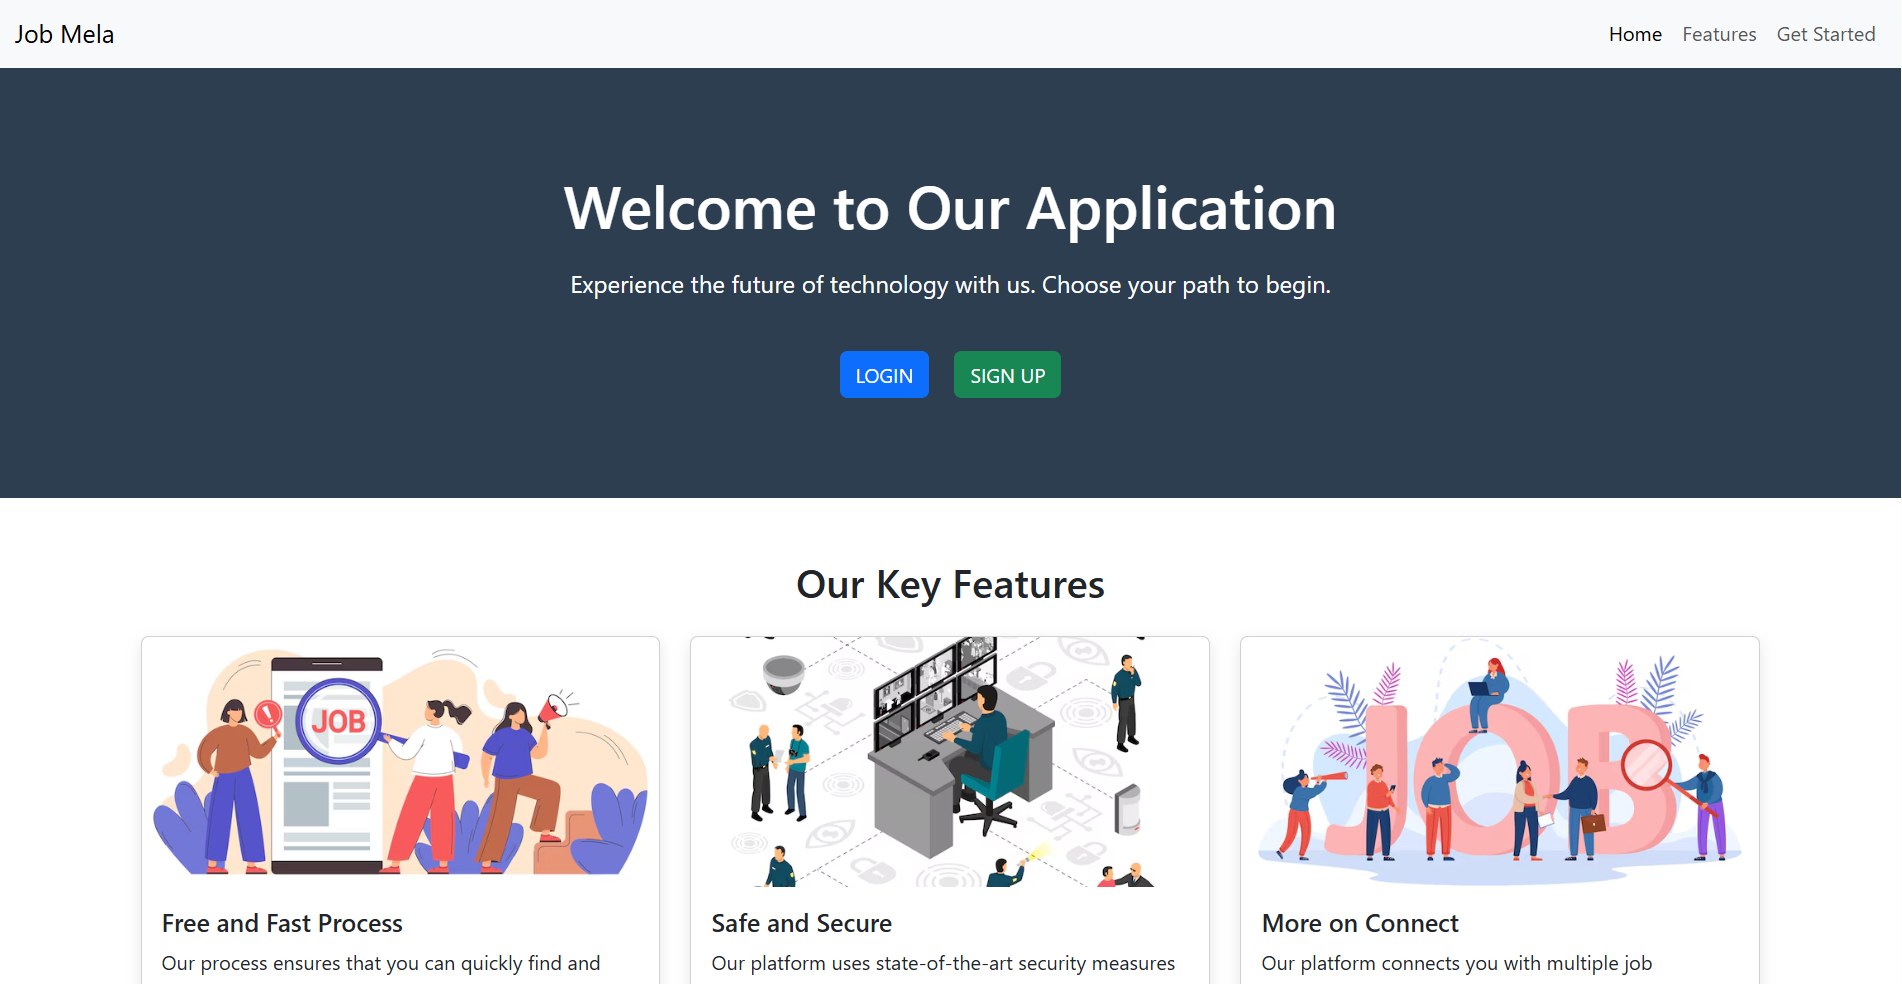 Job Mela
Home Features Get Started
Welcome to Our Application
Experience the future of technology with us. Choose your path to begin.
LOGIN SIGN UP
Our Key Features
JOB
JOB
Free and Fast Process
Our process ensures that you can quickly find and
Safe and Secure
Our platform uses state-of-the-art security measures
More on Connect
Our platform connects you with multiple job